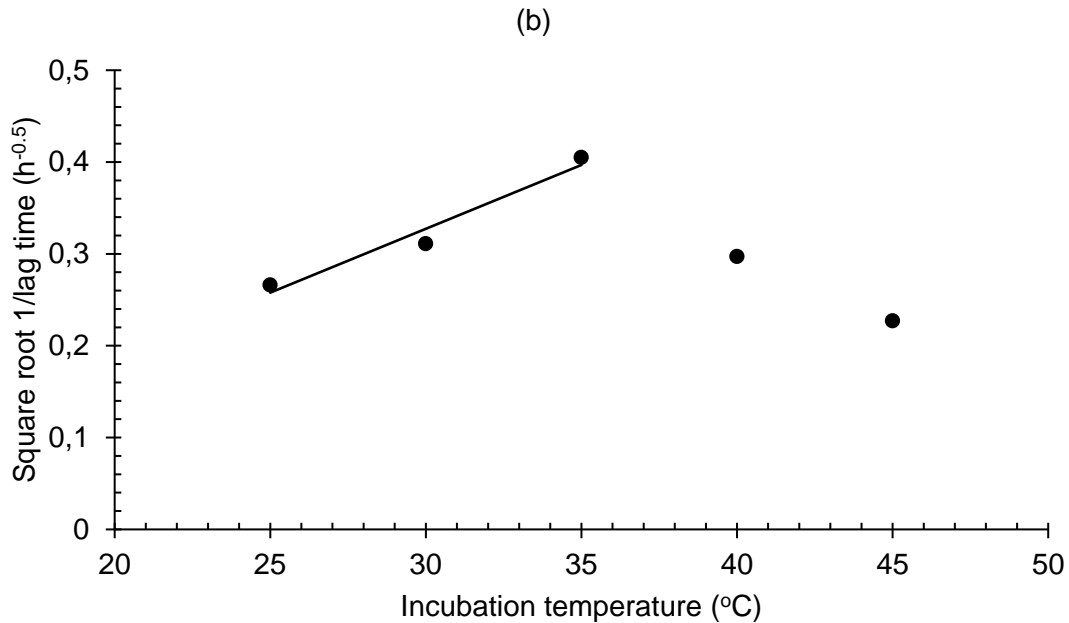 (b)
0,5
0,4
0,3
0,2
0,1
0
Square root 1/lag time (h-0.5)
20 25 30 35 40 45 50
Incubation temperature (oC)